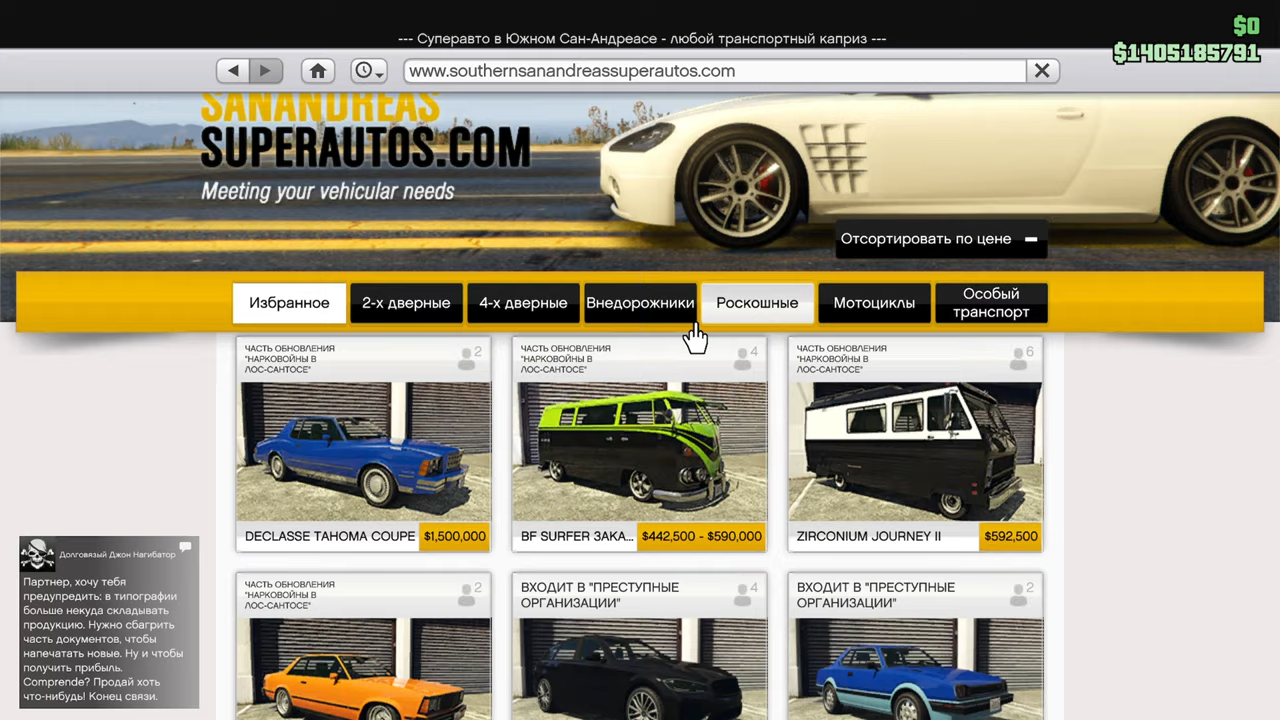 $0
--- Суперавто в Южном Сан-Андреасе - любой транспортный каприз ---
$1405185791
www.southernsanandreassuperautos.com
SANANDREAS
SUPERAUTOS.COM
Meeting your vehicular needs
Отсортировать по цене
Избранное
2-х дверные
4-х дверные
Внедорожники
Роскошные
Мотоциклы
Особый
транспорт
ЧАСТЬ ОБНОВЛЕНИЯ
"НАРКОВОЙНЫ В
ЛОС-САНТОСЕ"
2
DECLASSE TAHOMA COUPE
$1,500,000
ЧАСТЬ ОБНОВЛЕНИЯ
"НАРКОВОЙНЫ В
ЛОС-САНТОСЕ"
4
BF SURFER ЗАКА...
$442,500 - $590,000
ЧАСТЬ ОБНОВЛЕНИЯ
"НАРКОВОЙНЫ В
ЛОС-САНТОСЕ"
6
ZIRCONIUM JOURNEY II
$592,500
ЧАСТЬ ОБНОВЛЕНИЯ
"НАРКОВОЙНЫ В
ЛОС-САНТОСЕ"
2
ВХОДИТ В "ПРЕСТУПНЫЕ
ОРГАНИЗАЦИИ"
4
ВХОДИТ В "ПРЕСТУПНЫЕ
ОРГАНИЗАЦИИ"
2
Долговязый Джон Нагибатор
Партнер, хочу тебя
предупредить: в типографии
больше некуда складывать
продукцию. Нужно сбагрить
часть документов, чтобы
напечатать новые. Ну и чтобы
получить прибыль.
Comprende? Продай хоть
что-нибудь! Конец связи.